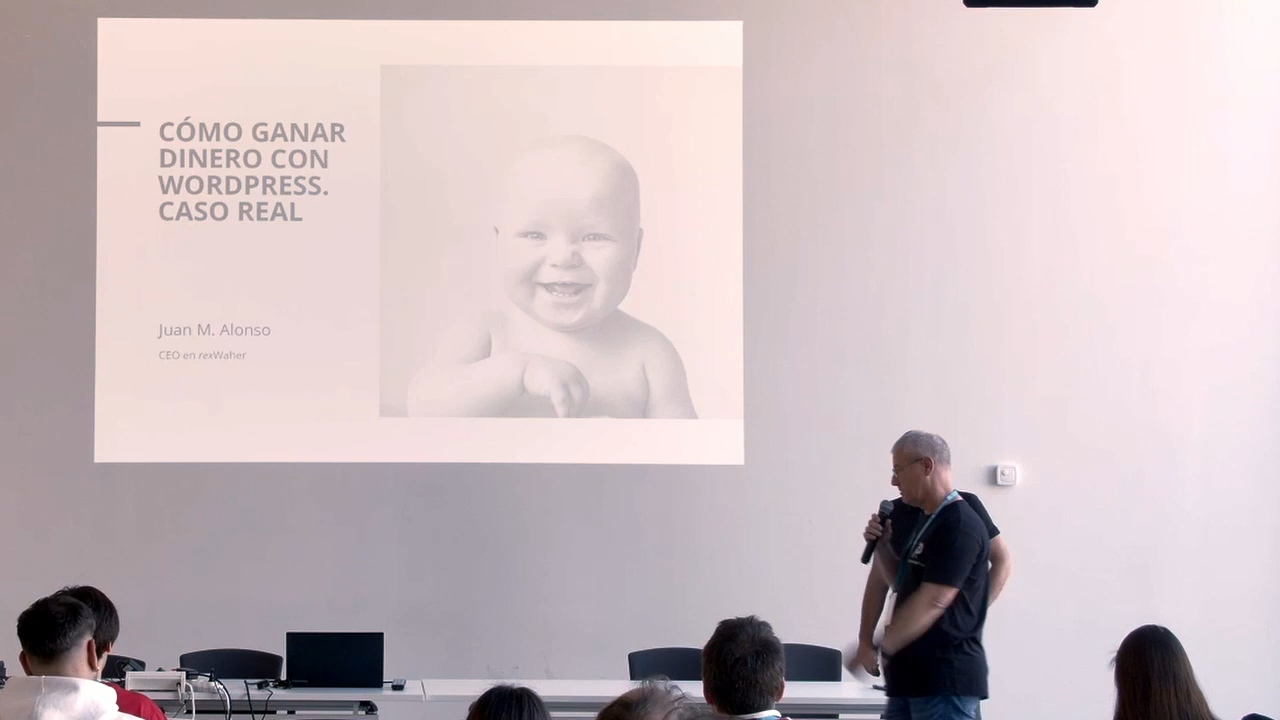 CÓMO GANAR
DINERO CON
WORDPRESS.
CASO REAL
Juan M. Alonso
CEO en rexWaher